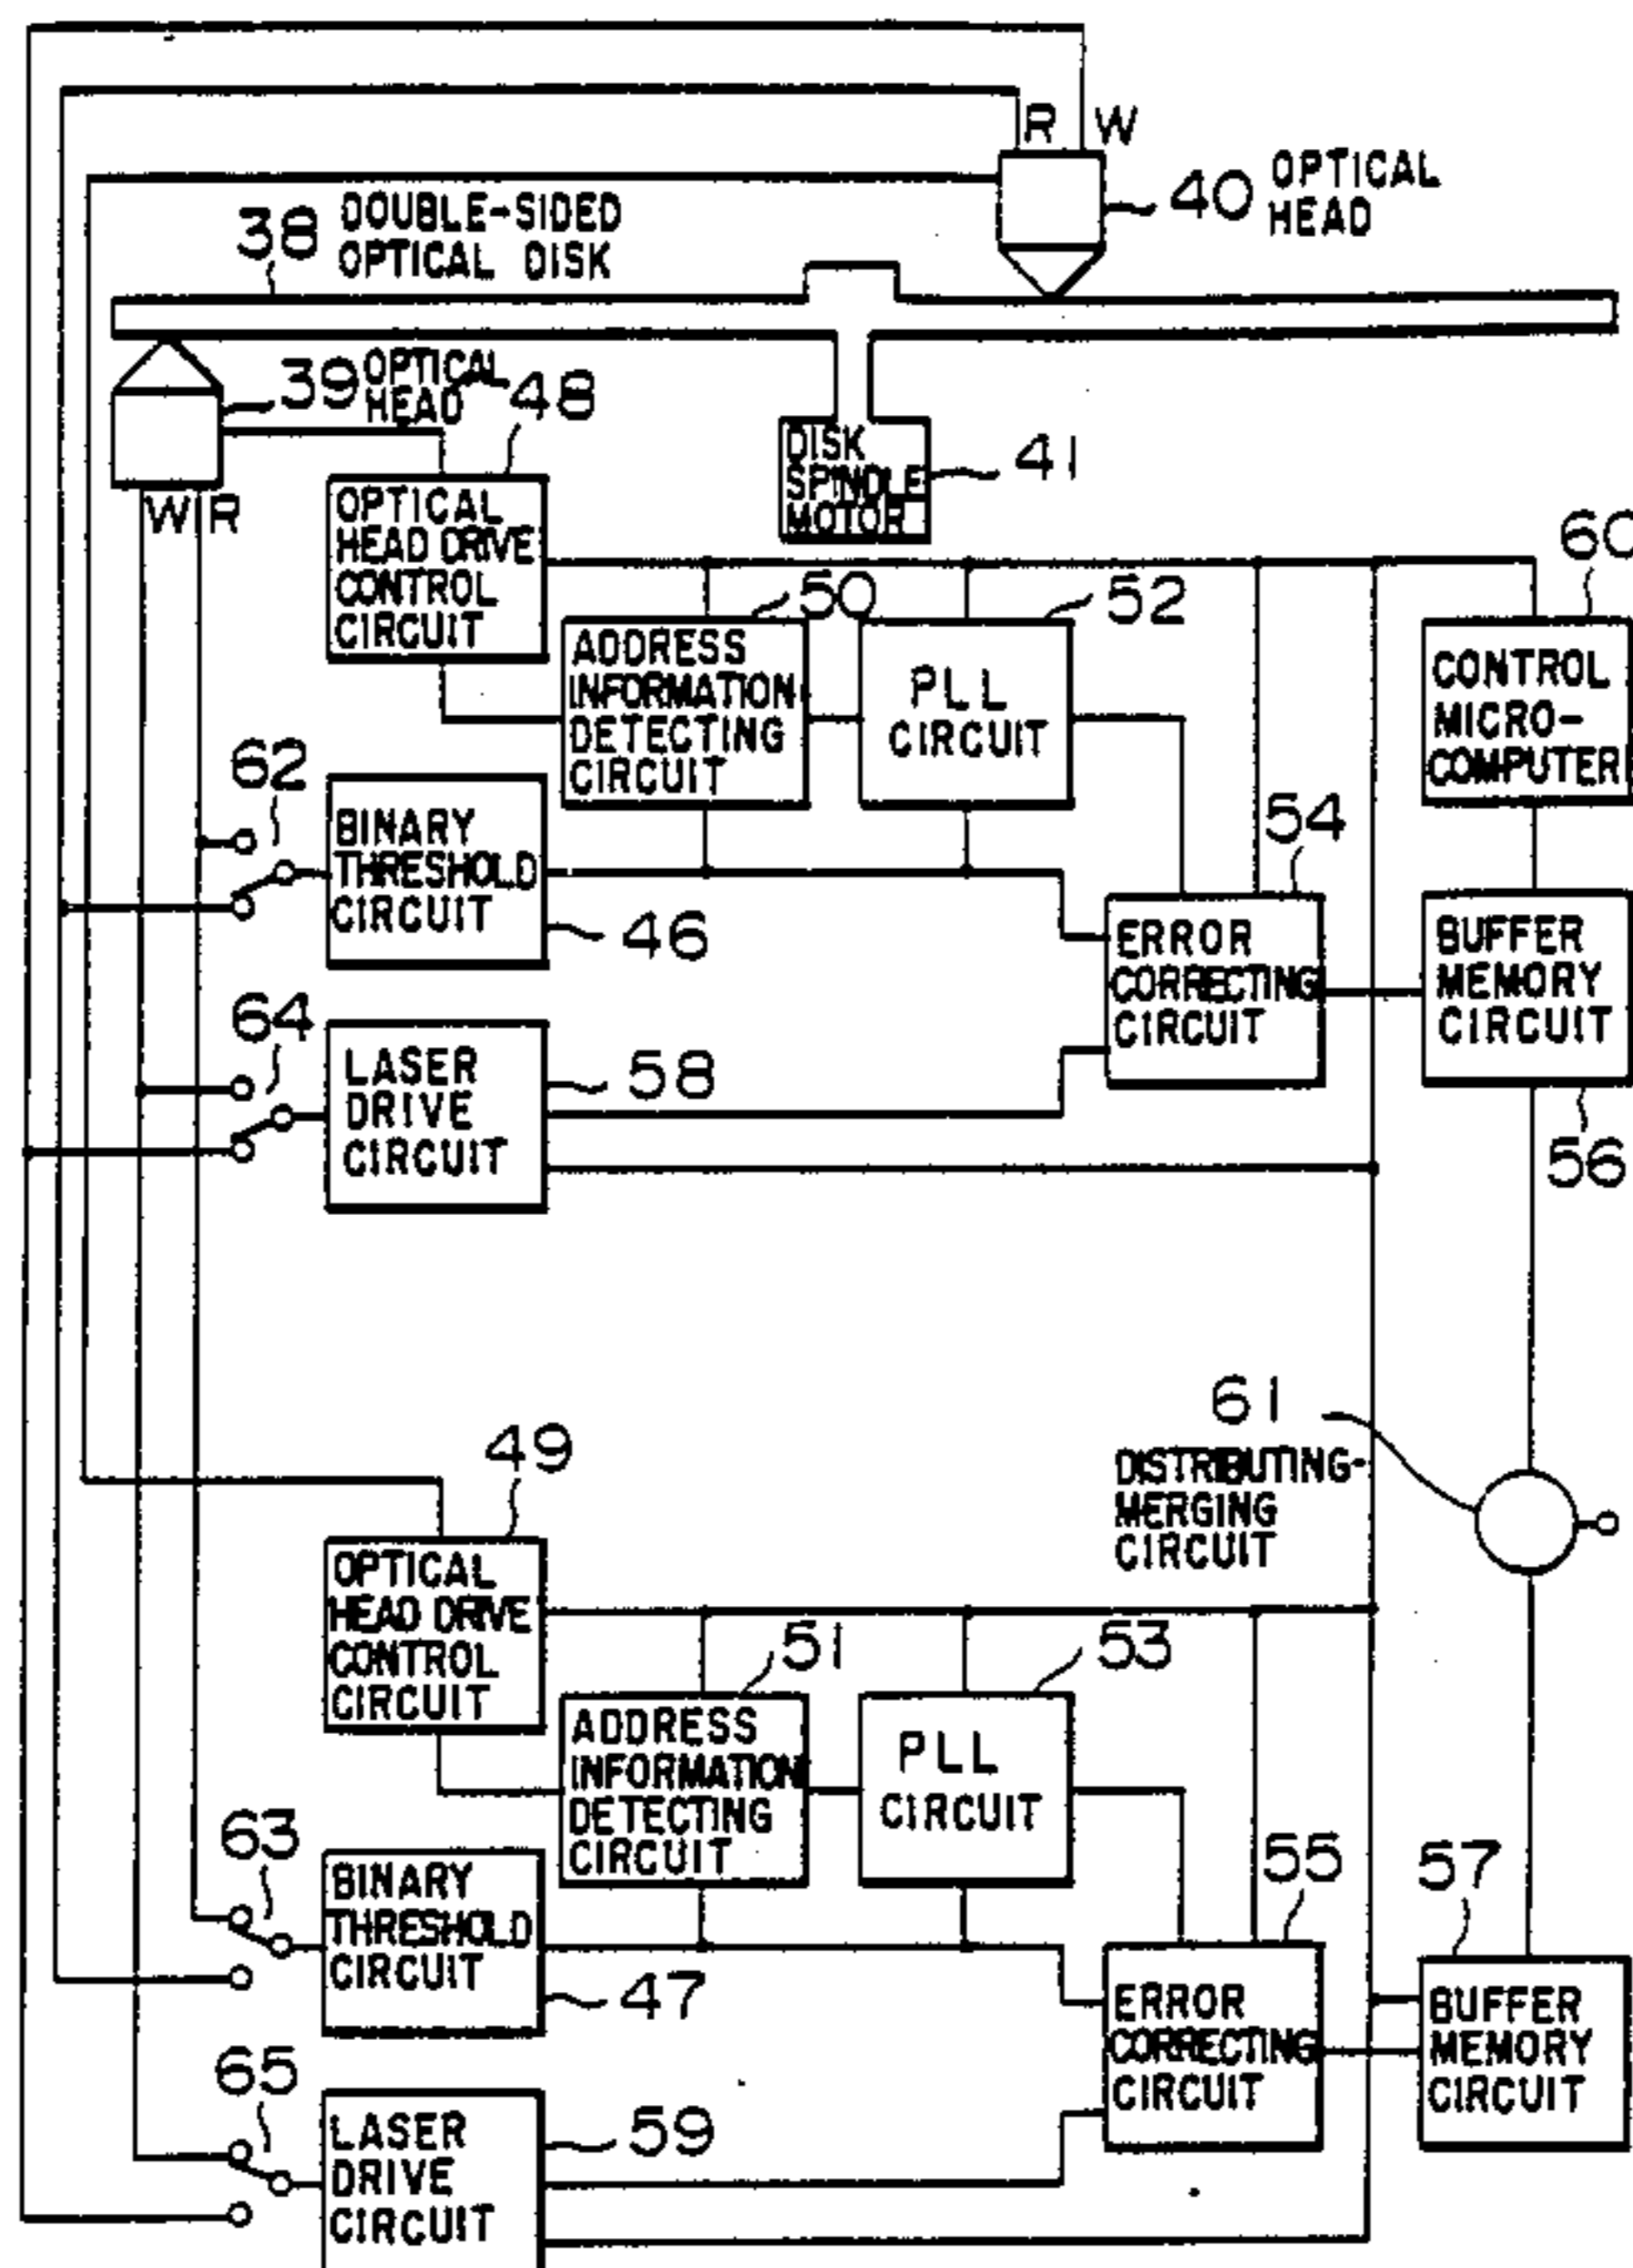 R W
40 OPTICAL
HEAD
38 DOUBLE-SIDED
OPTICAL DISK
39 OPTICAL
HEAD
48
W R
DISK
SPINDLE
MOTOR
41
OPTICAL
HEAD DRIVE
CONTROL
CIRCUIT
50
52
60
ADDRESS
INFORMATION
DETECTING
CIRCUIT
PLL
CIRCUIT
CONTROL
MICRO-
COMPUTER
62
BINARY
THRESHOLD
CIRCUIT
46
54
ERROR
CORRECTING
CIRCUIT
BUFFER
MEMORY
CIRCUIT
56
64
LASER
DRIVE
CIRCUIT
58
61
DISTRIBUTING-
MERGING
CIRCUIT
49
OPTICAL
HEAD DRIVE
CONTROL
CIRCUIT
51
53
ADDRESS
INFORMATION
DETECTING
CIRCUIT
PLL
CIRCUIT
63
BINARY
THRESHOLD
CIRCUIT
47
55
57
ERROR
CORRECTING
CIRCUIT
BUFFER
MEMORY
CIRCUIT
65
LASER
DRIVE
CIRCUIT
59